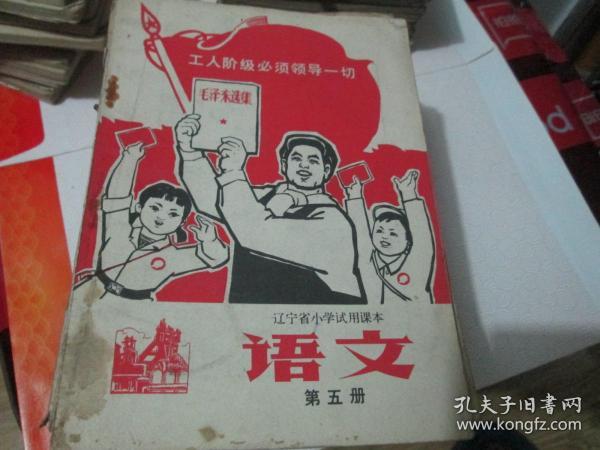 工人阶级必须领导一切
毛泽东选集
辽宁省小学试用课本
语文
第五册
孔夫子旧书网
www.kongfz.com